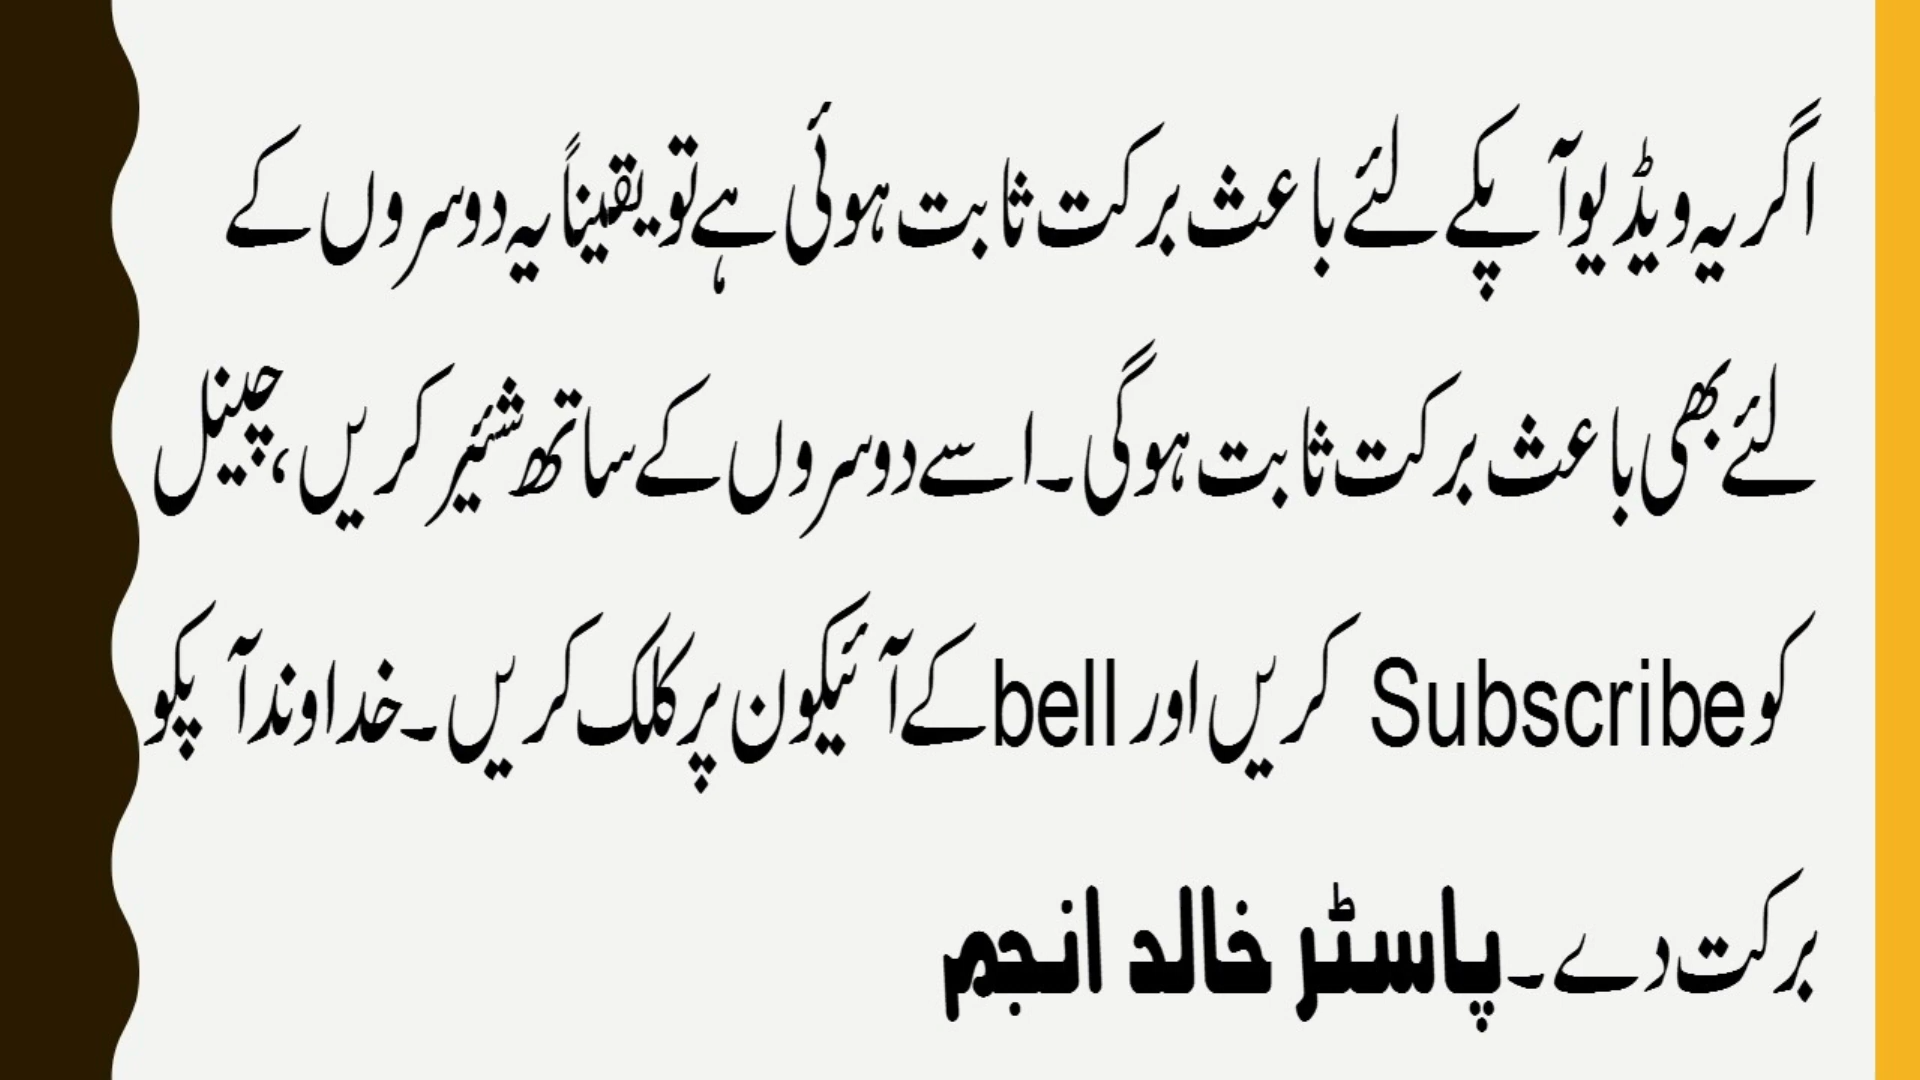 اگر یہ ویڈیو آپکے لئے باعث برکت ثابت ہوئی ہے تو یقیناً یہ دوسروں کے
لئے بھی باعث برکت ثابت ہوگی۔ اسے دوسروں کے ساتھ شئیر کریں، چینل
کو Subscribe کریں اور bell کے آئیکون پر کلک کریں۔ خداوند آپکو
برکت دے۔ پاسٹر خالد انجم